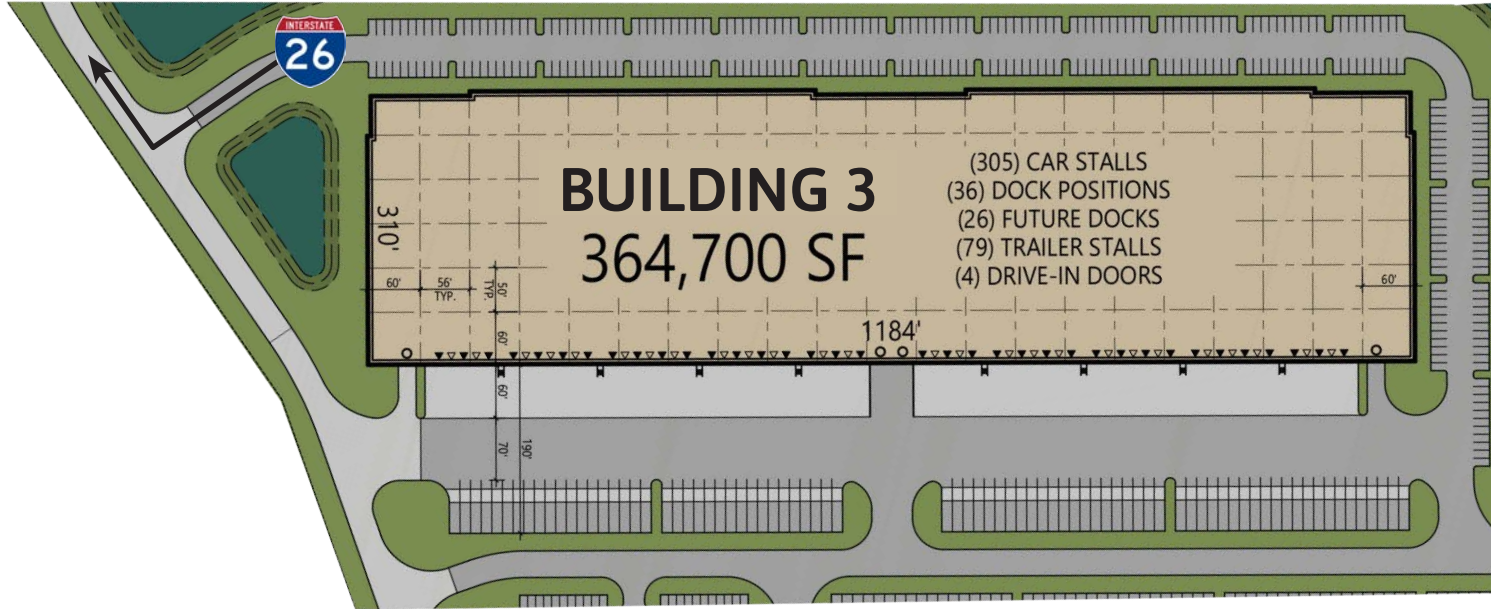 INTERSTATE
26
BUILDING 3
364,700 SF
(305) CAR STALLS
(36) DOCK POSITIONS
(26) FUTURE DOCKS
(79) TRAILER STALLS
(4) DRIVE-IN DOORS
310'
60'
56'
TYP.
50'
TYP.
60'
60'
1184'
60'
70'
190'